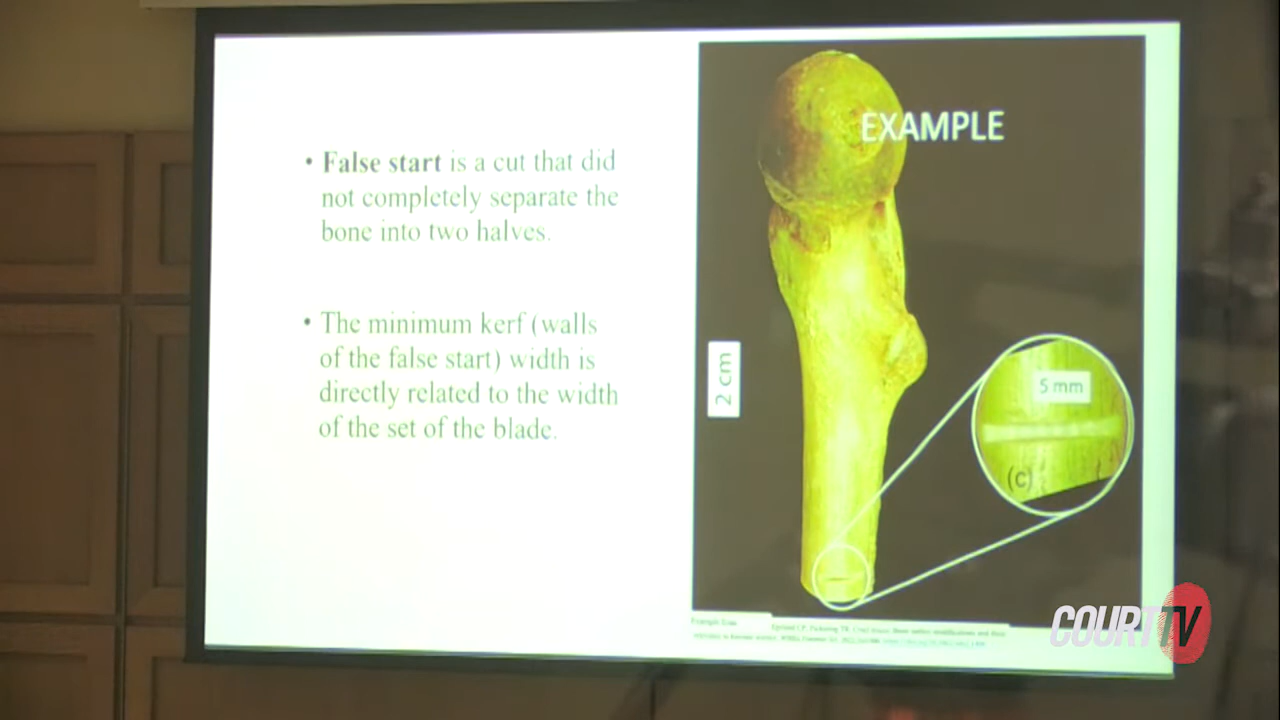 • False start is a cut that did
not completely separate the
bone into two halves.
• The minimum kerf (walls
of the false start) width is
directly related to the width
of the set of the blade.
EXAMPLE
2 cm
5 mm
(c)
Example from
COURT TV